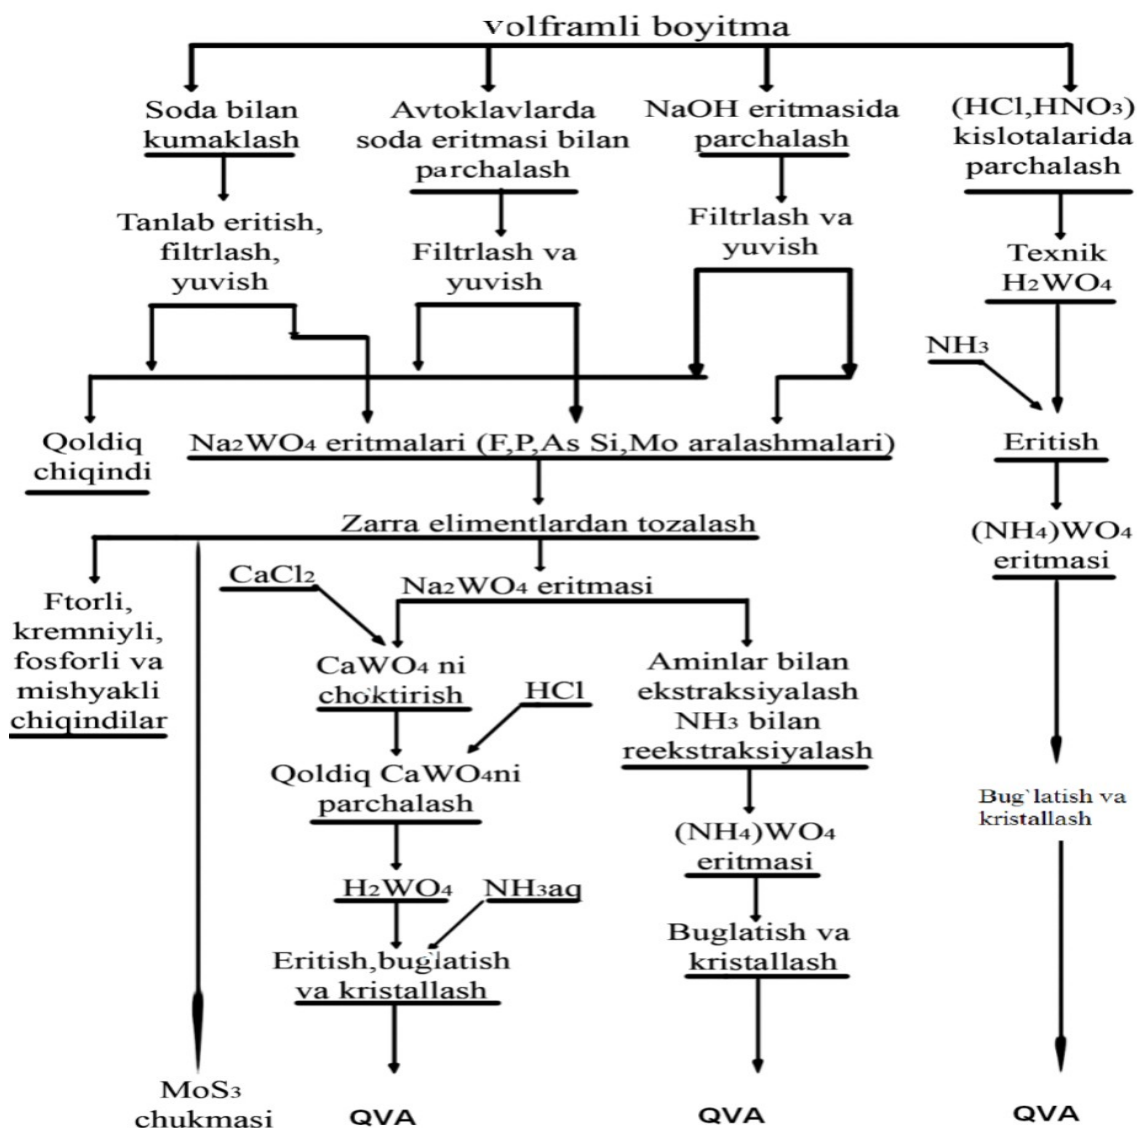 volframli boyitma
Soda bilan
kumaklash
Avtoklavlarda
soda eritmasi bilan
parchalash
NaOH eritmasida
parchalash
(HCl,HNO3)
kislotalarida
parchalash
Tanlab eritish,
filtrlash,
yuvish
Filtrlash va
yuvish
Filtrlash va
yuvish
Texnik
H2WO4
NH3
Qoldiq
chiqindi
Na2WO4 eritmalari (F,P,As Si,Mo aralashmalari)
Eritish
Zarra elimentlardan tozalash
(NH4)WO4
eritmasi
CaCl2
Na2WO4 eritmasi
Ftorli,
kremniyli,
fosforli va
mishyakli
chiqindilar
CaWO4 ni
cho'ktirish
HCl
Aminlar bilan
ekstraksiyalash
NH3 bilan
reekstraksiyalash
Qoldiq CaWO4ni
parchalash
Bug`latish va
kristallash
(NH4)WO4
eritmasi
H2WO4
NH3aq
Eritish,buglatish
va kristallash
Buglatish va
kristallash
MoS3
chukmasi
QVA
QVA
QVA